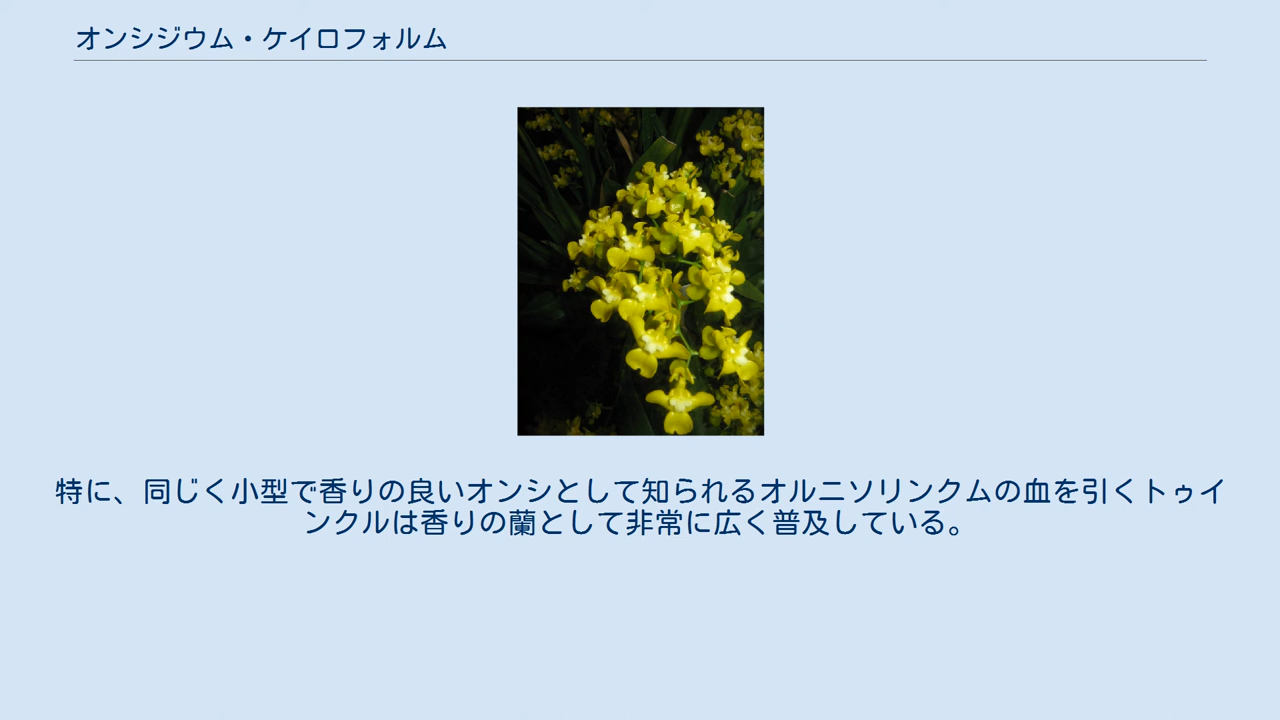 オンシジウム・ケイロフォルム
特に、同じく小型で香りの良いオンシとして知られるオルニソリンクムの血を引くトゥイ
ンクルは香りの蘭として非常に広く普及している。